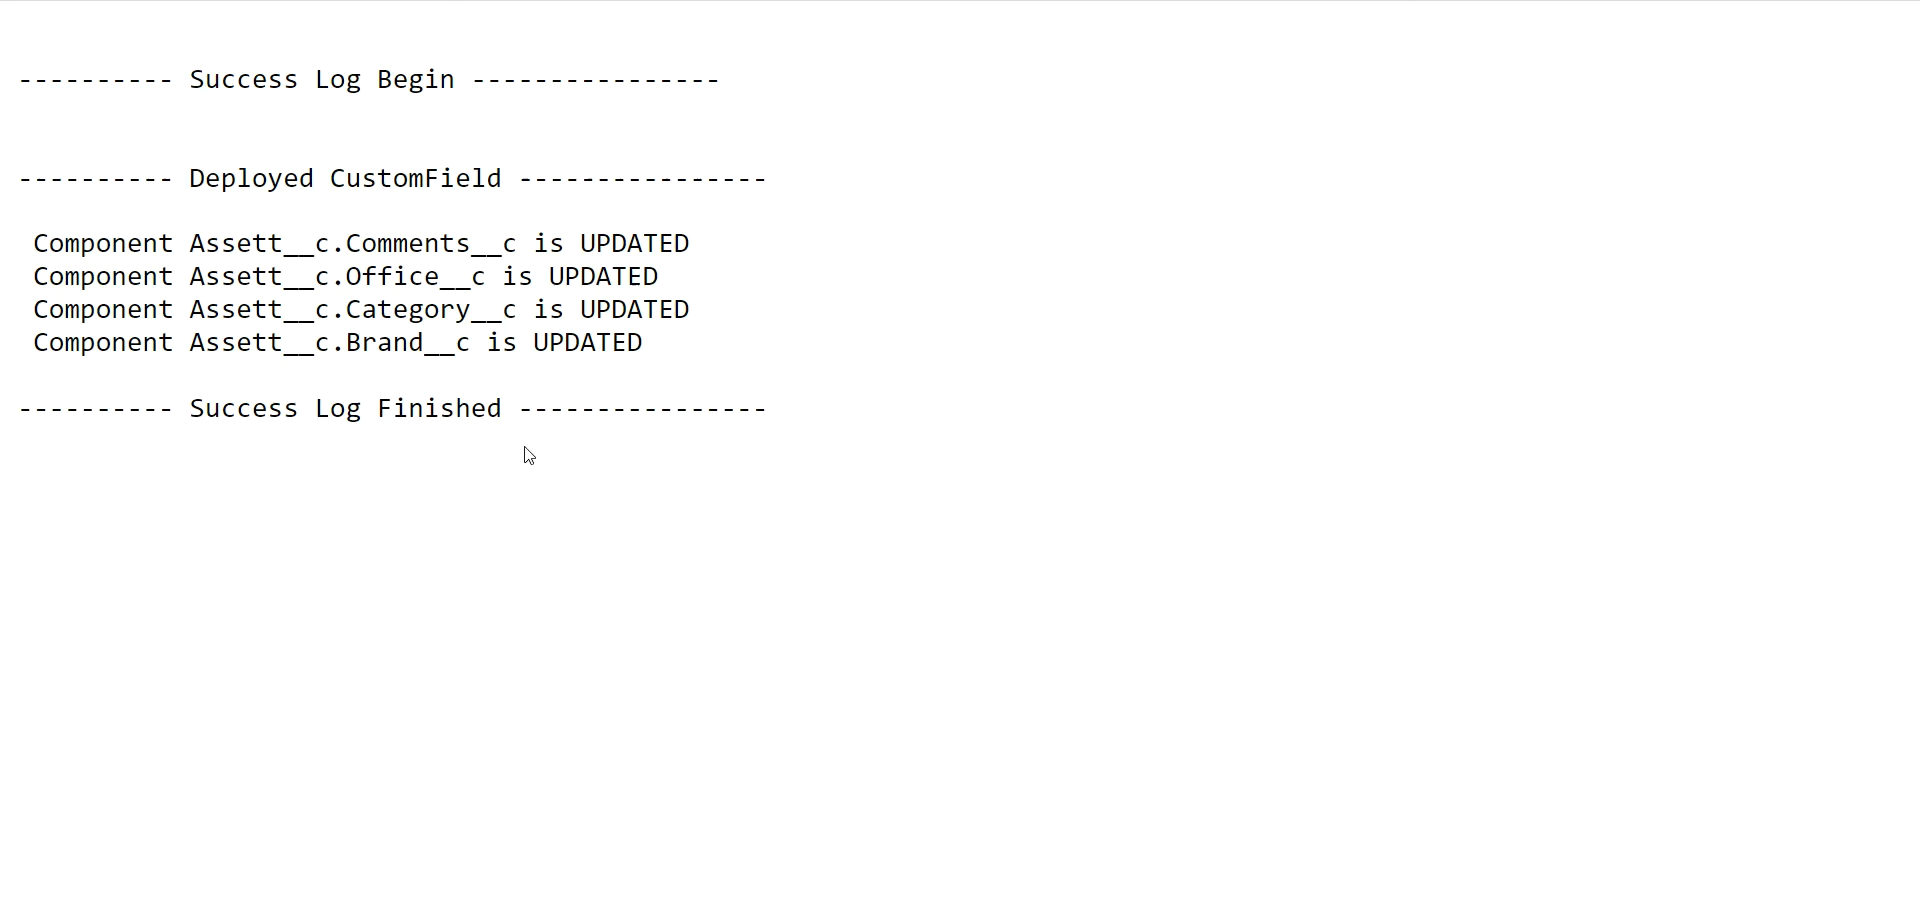 ---------- Success Log Begin ----------------
---------- Deployed CustomField ----------------
Component Assett__c.Comments__c is UPDATED
Component Assett__c.Office__c is UPDATED
Component Assett__c.Category__c is UPDATED
Component Assett__c.Brand__c is UPDATED
---------- Success Log Finished ----------------